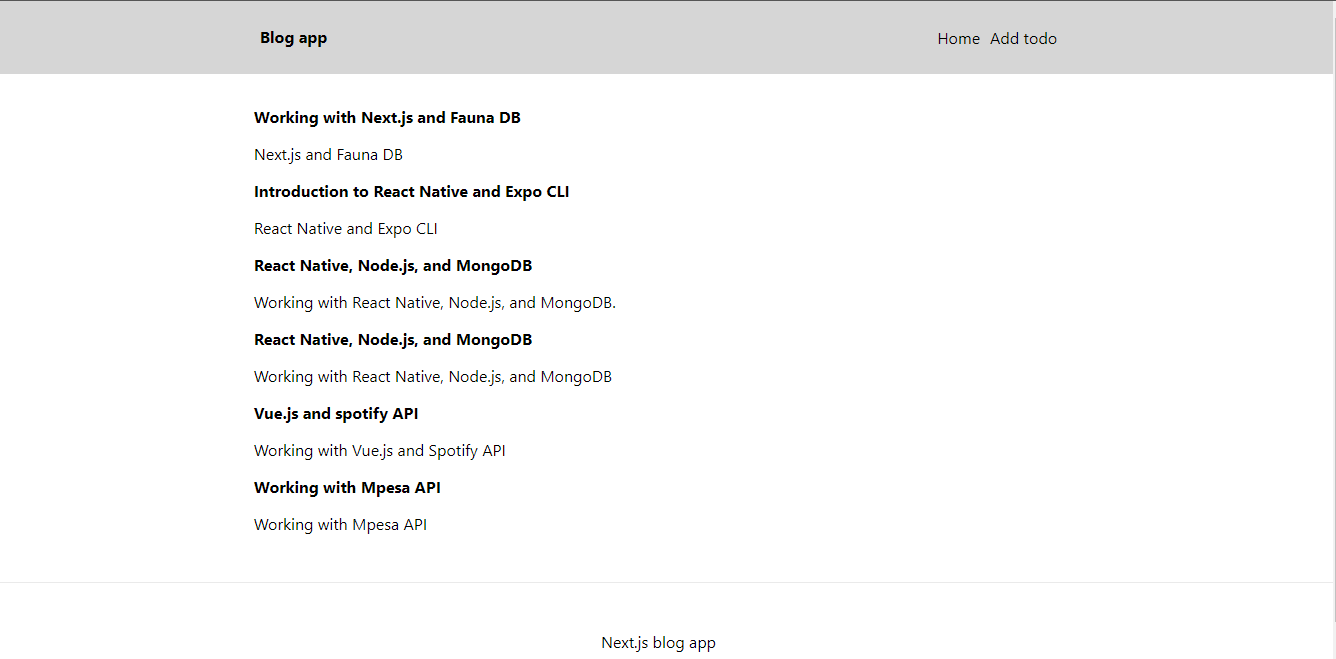 Blog app
Home Add todo
Working with Next.js and Fauna DB
Next.js and Fauna DB
Introduction to React Native and Expo CLI
React Native and Expo CLI
React Native, Node.js, and MongoDB
Working with React Native, Node.js, and MongoDB.
React Native, Node.js, and MongoDB
Working with React Native, Node.js, and MongoDB
Vue.js and spotify API
Working with Vue.js and Spotify API
Working with Mpesa API
Working with Mpesa API
Next.js blog app